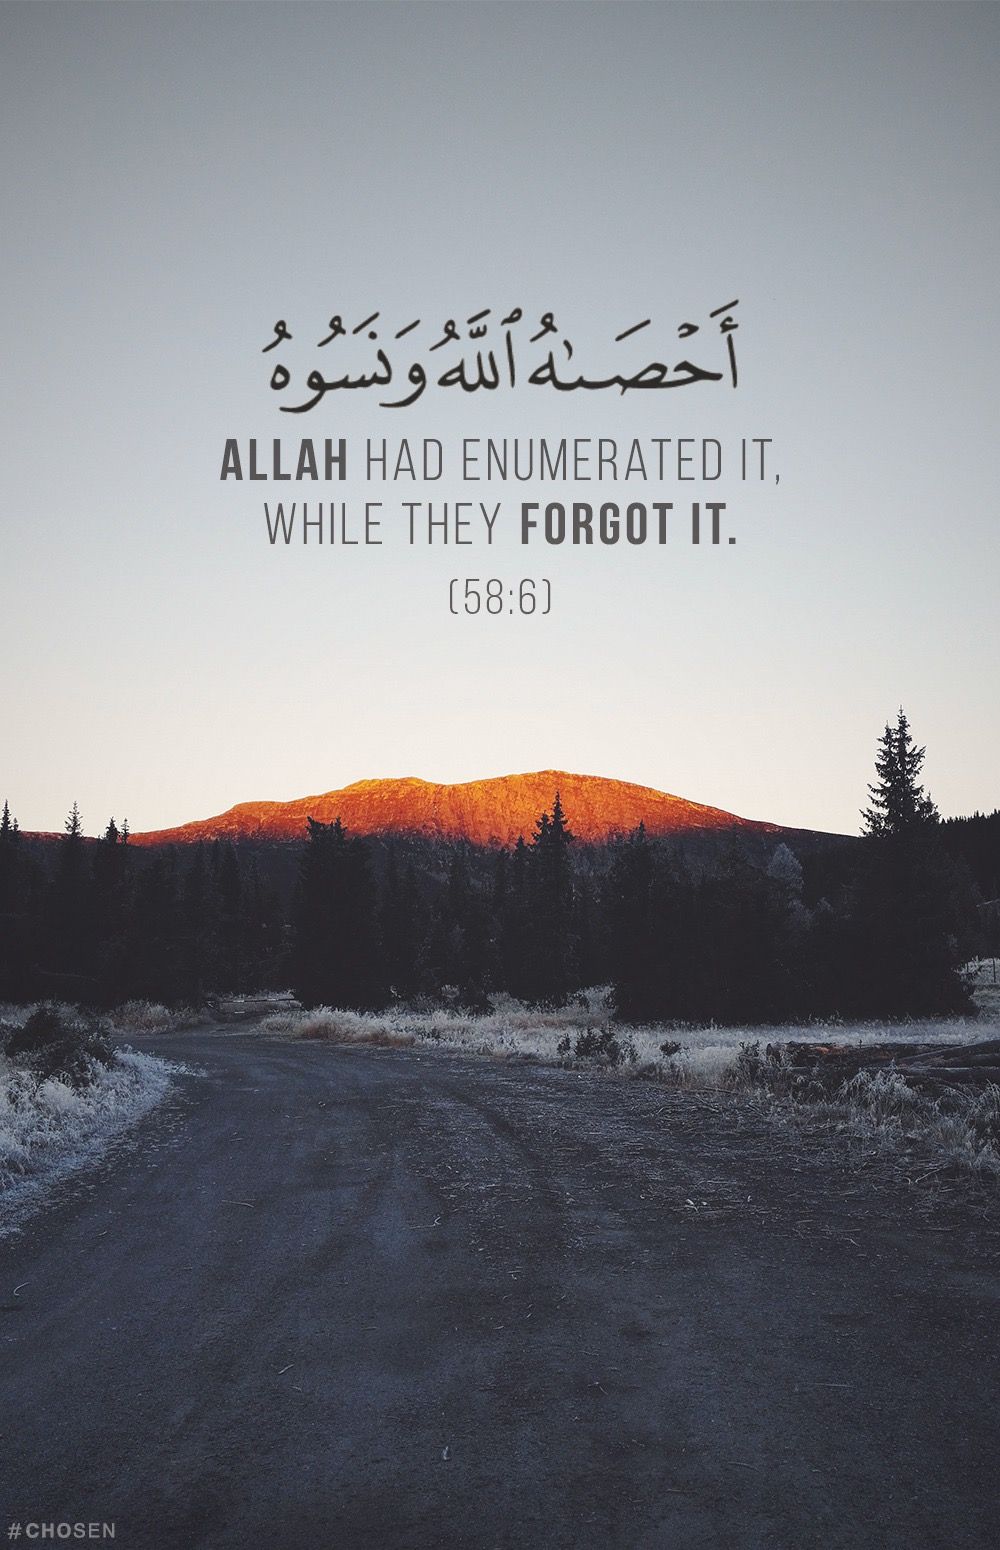 أَحْصَىٰهُ ٱللَّهُ وَنَسُوهُ
ALLAH HAD ENUMERATED IT,
WHILE THEY FORGOT IT.
(58:6)
#CHOSEN